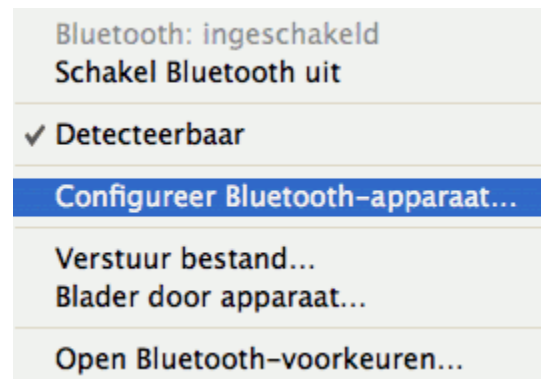 Bluetooth: ingeschakeld
Schakel Bluetooth uit
✓ Detecteerbaar
Configureer Bluetooth-apparaat...
Verstuur bestand...
Blader door apparaat...
Open Bluetooth-voorkeuren...